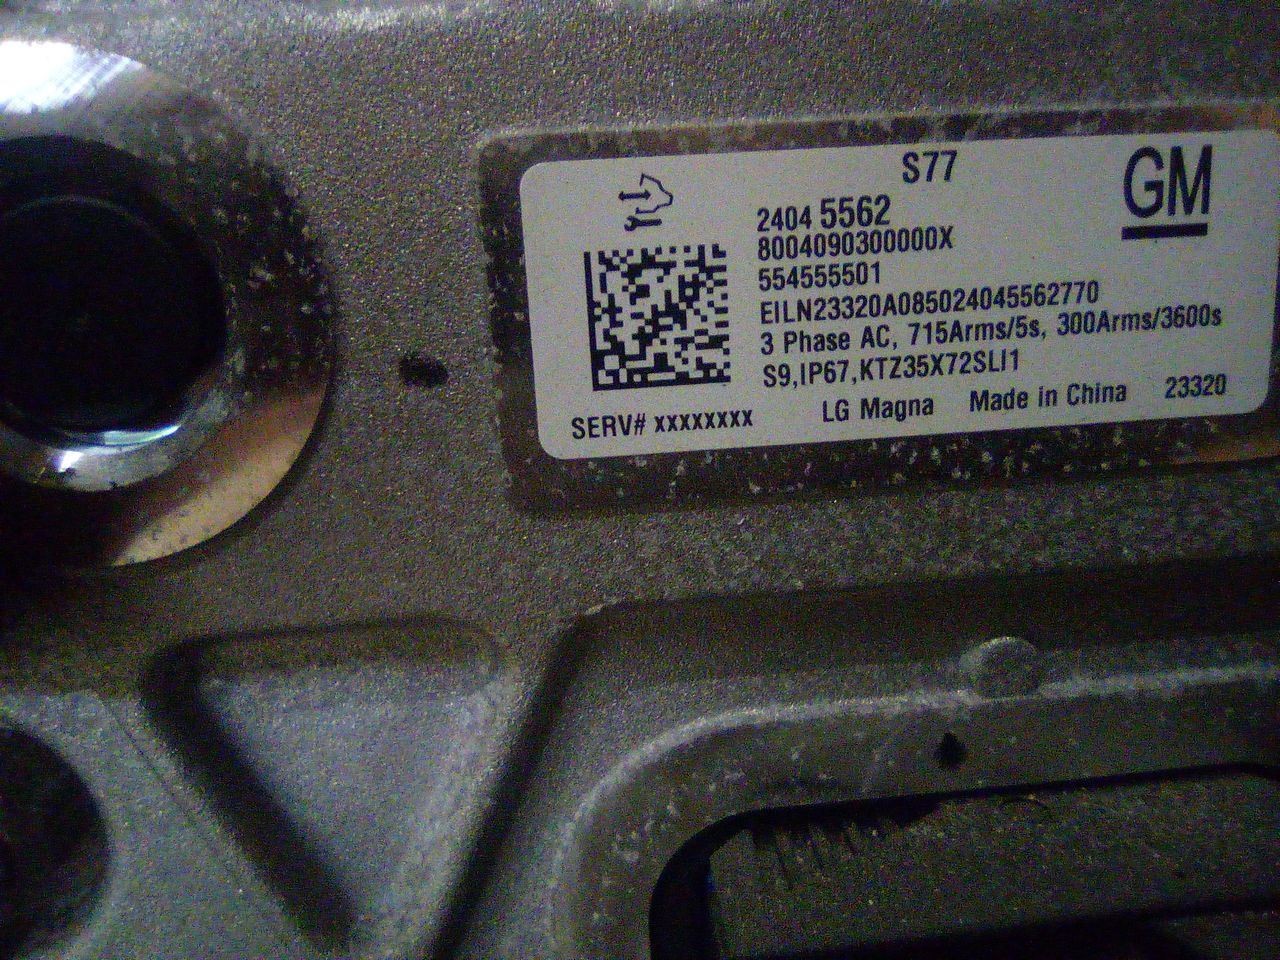 S77
GM
2404 5562
8004090300000X
554555501
EILN23320A085024045562770
3 Phase AC, 715Arms/5s, 300Arms/3600s
S9,IP67,KTZ35X72SLI1
SERV# xxxxxxxx LG Magna Made in China 23320